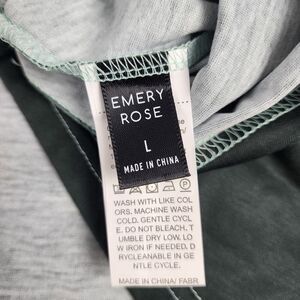 EMERY
ROSE
L
MADE IN CHINA
WASH WITH LIKE COL
ORS. MACHINE WASH
COLD. GENTLE CYCL
E. DO NOT BLEACH. T
UMBLE DRY LOW. LO
W IRON IF NEEDED. D
RYCLEANABLE IN GE
NTLE CYCLE.
MADE IN CHINA/ FABR